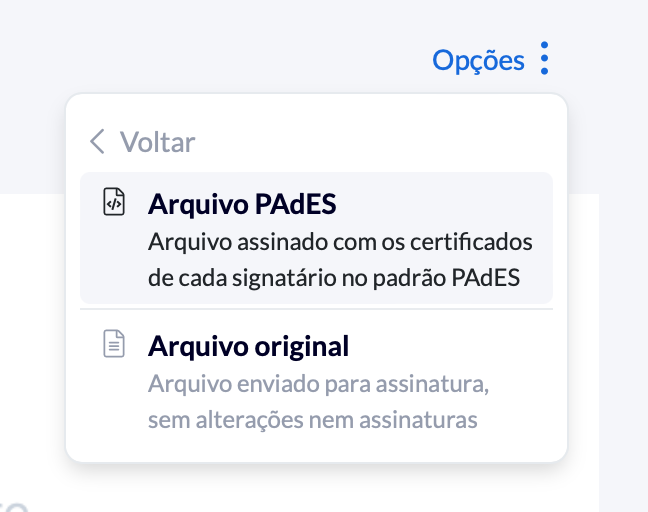 Opções
Voltar
Arquivo PAdES
Arquivo assinado com os certificados
de cada signatário no padrão PAdES
Arquivo original
Arquivo enviado para assinatura,
sem alterações nem assinaturas